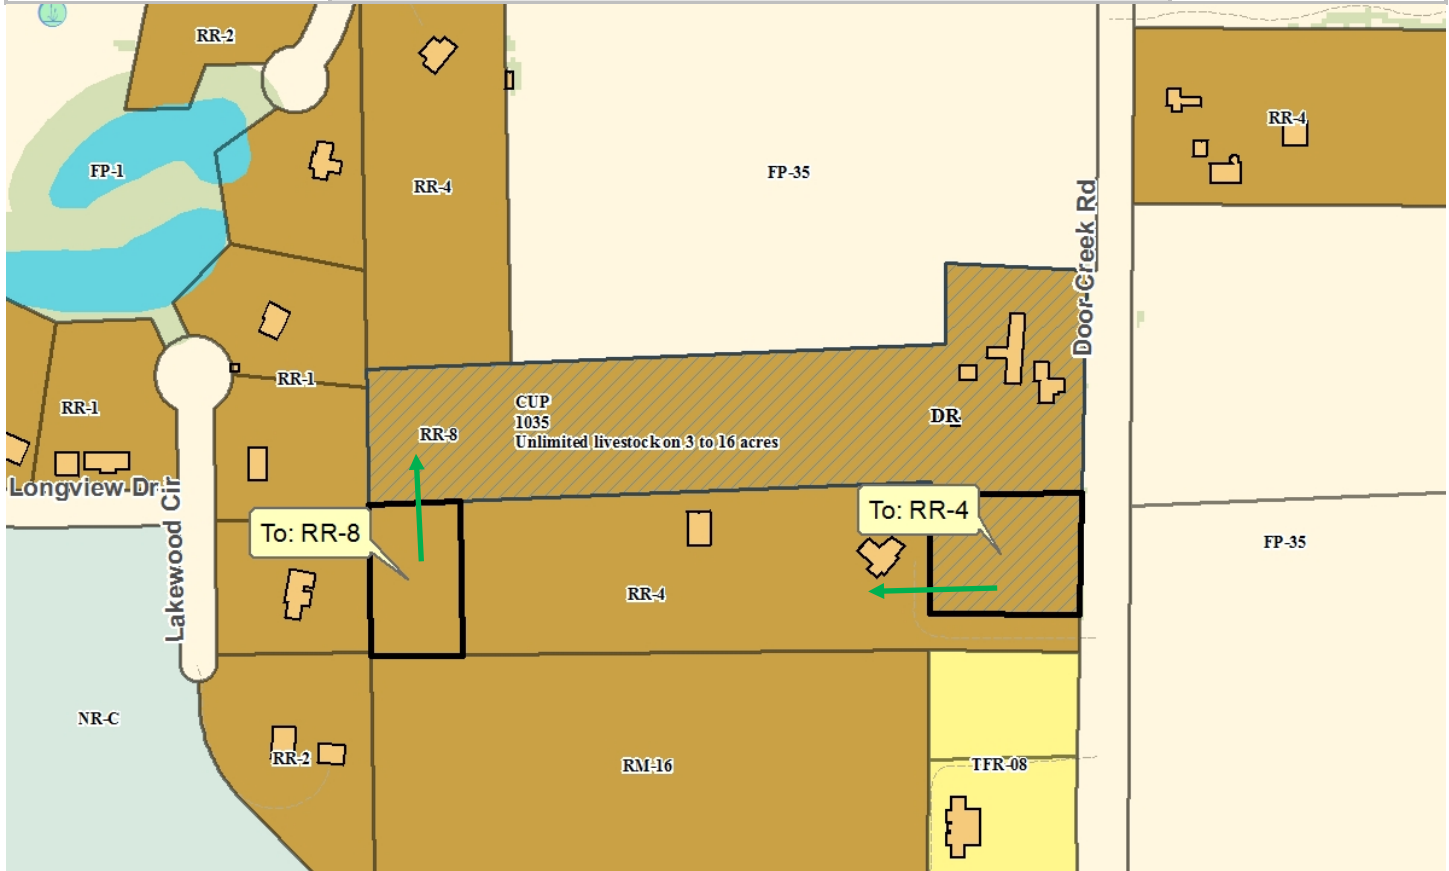 RR-2
RR-4
FP-1
RR-4
FP-35
Door Creek Rd
RR-1
RR-1
CUP
1035
Unlimited livestock on 3 to 16 acres
RR-8
DR
Longview Dr
Lakewood Cir
To: RR-8
To: RR-4
RR-4
FP-35
NR-C
RR-2
RM-16
TFR-08